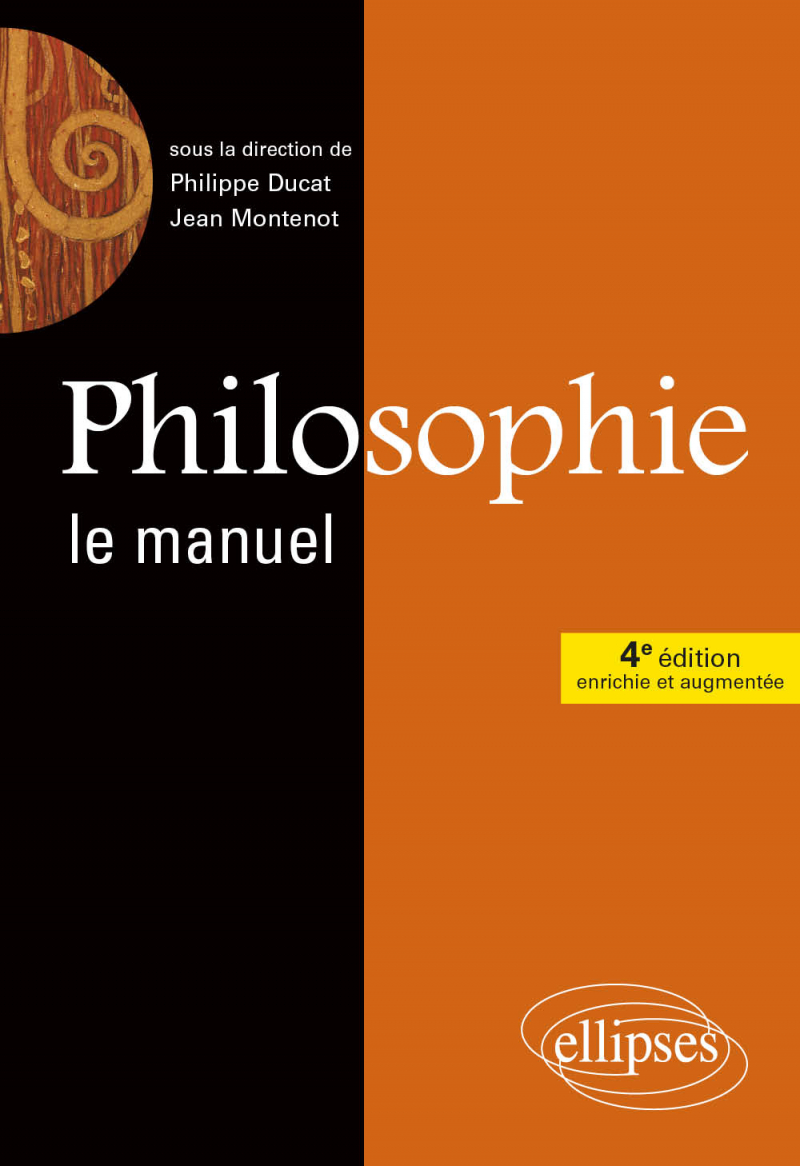 sous la direction de
Philippe Ducat
Jean Montenot
Philosophie
le manuel
4e édition
enrichie et augmentée
ellipses